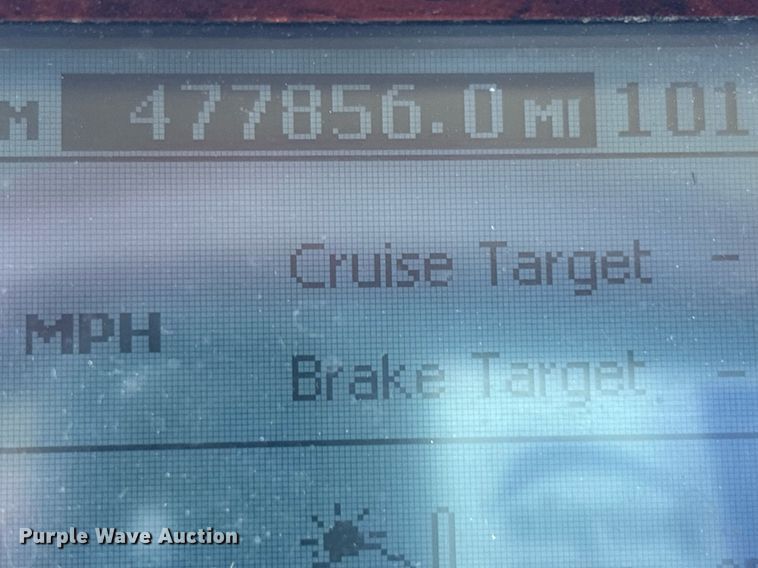 M 477856.0 MI 101
Cruise Target -
MPH
Brake Target -
Purple Wave Auction